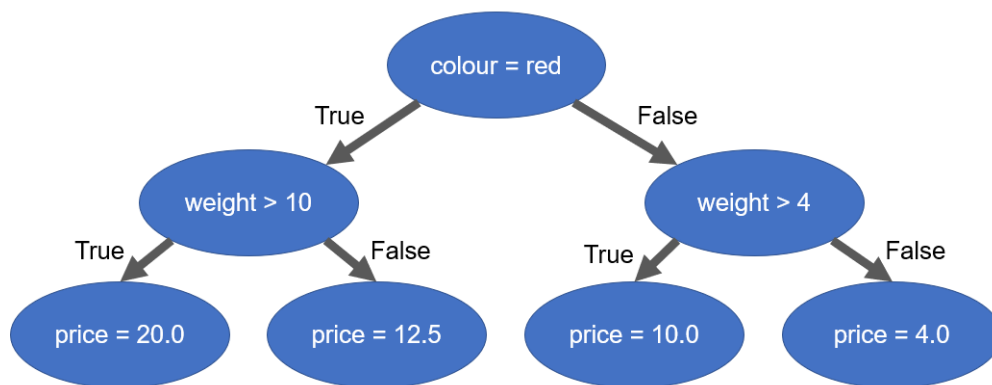 colour = red
True
False
weight > 10
weight > 4
True
False
True
False
price = 20.0
price = 12.5
price = 10.0
price = 4.0